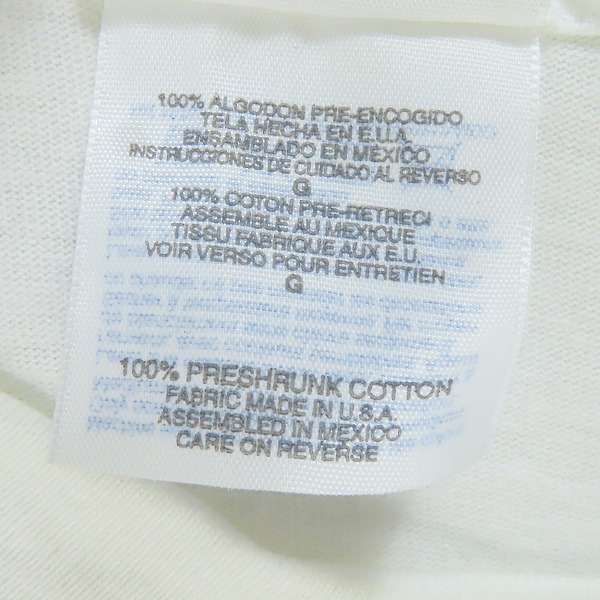 100% ALGODON PRE-ENCOGIDO
TELA HECHA EN E.U.A.
ENSAMBLADO EN MEXICO
INSTRUCCIONES DE CUIDADO AL REVERSO
G
100% COTON PRE-RETRECI
ASSEMBLE AU MEXIQUE
TISSU FABRIQUE AUX E.U.
VOIR VERSO POUR ENTRETIEN
G
100% PRESHRUNK COTTON
FABRIC MADE IN U.S.A.
ASSEMBLED IN MEXICO
CARE ON REVERSE